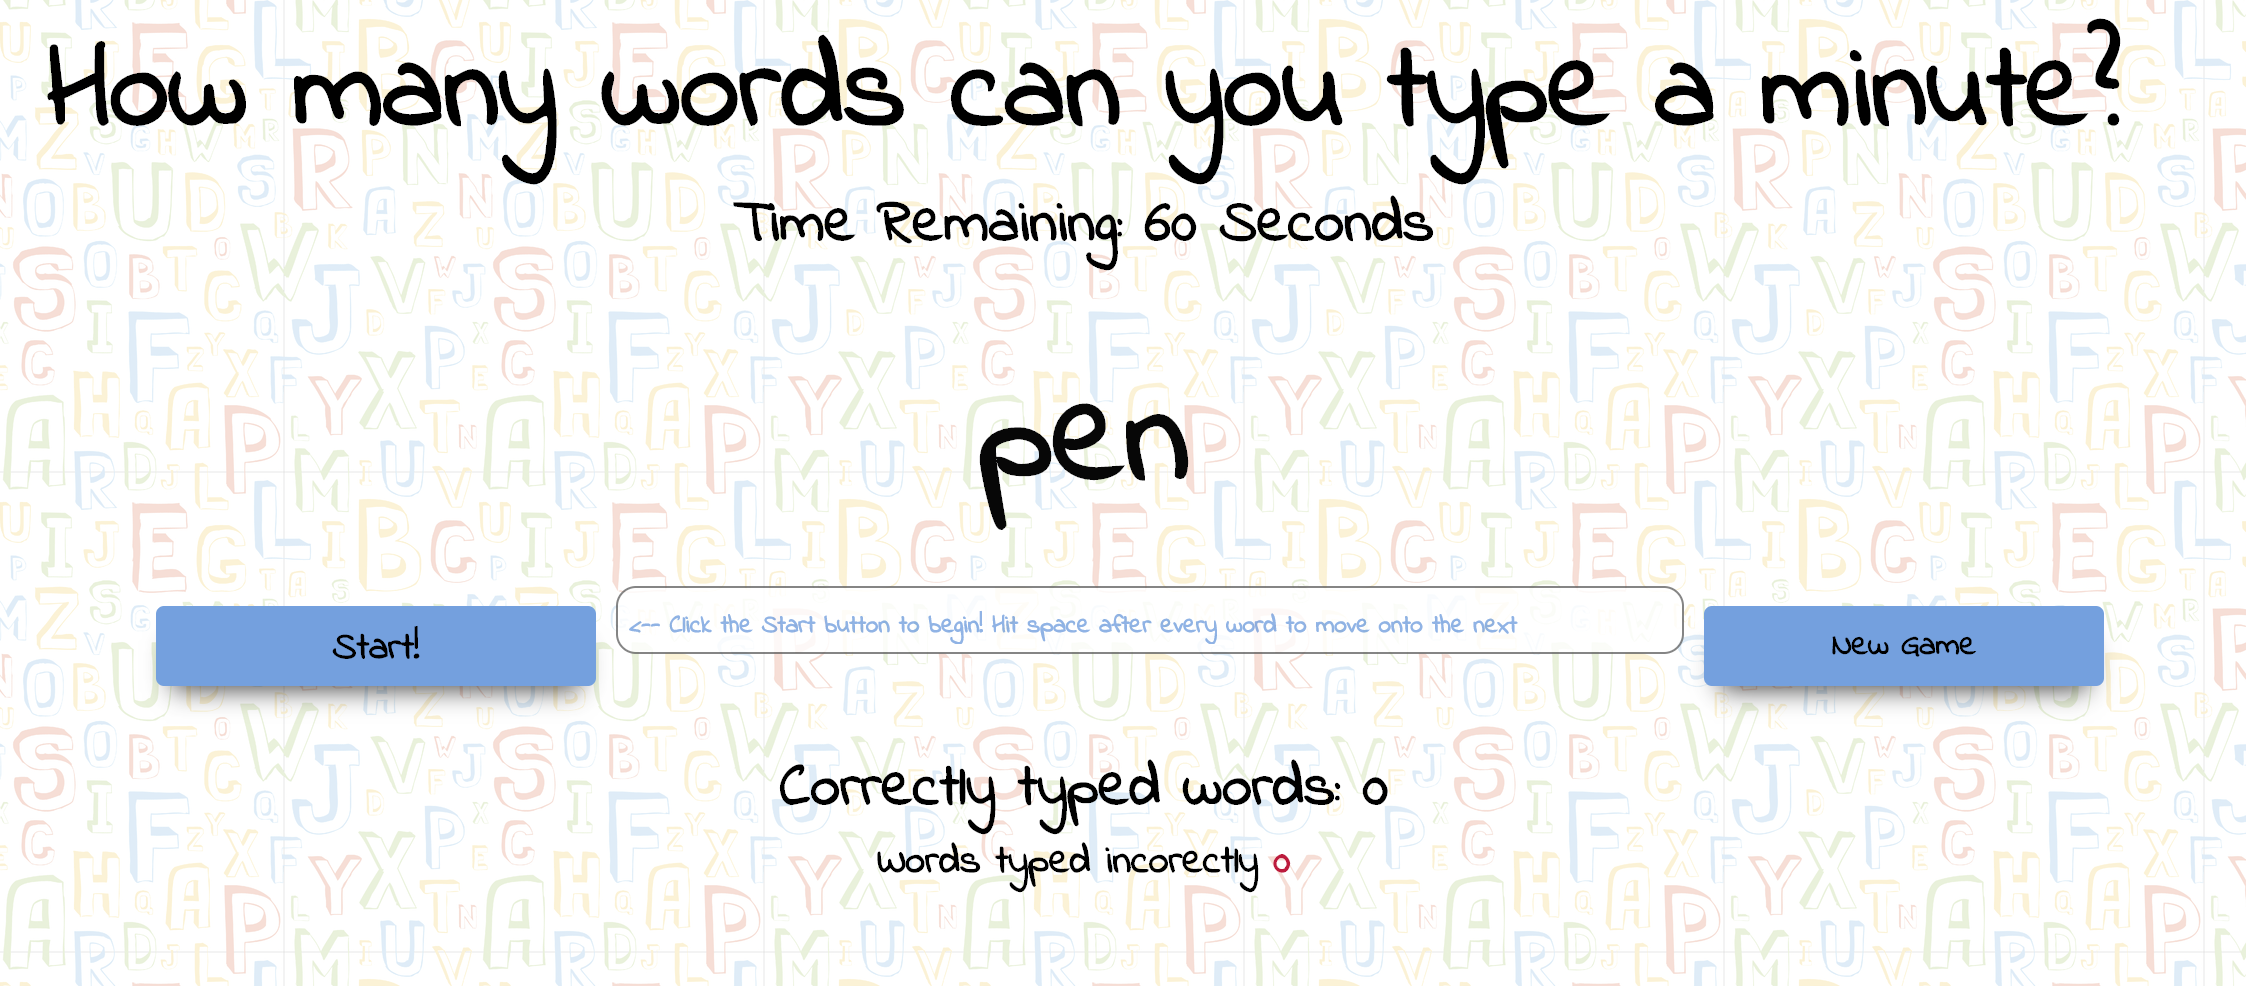 How many words can you type a minute?
Time Remaining: 60 Seconds
pen
Start!
<-- Click the Start button to begin! Hit space after every word to move onto the next
New Game
Correctly typed words: 0
words typed incorectly 0